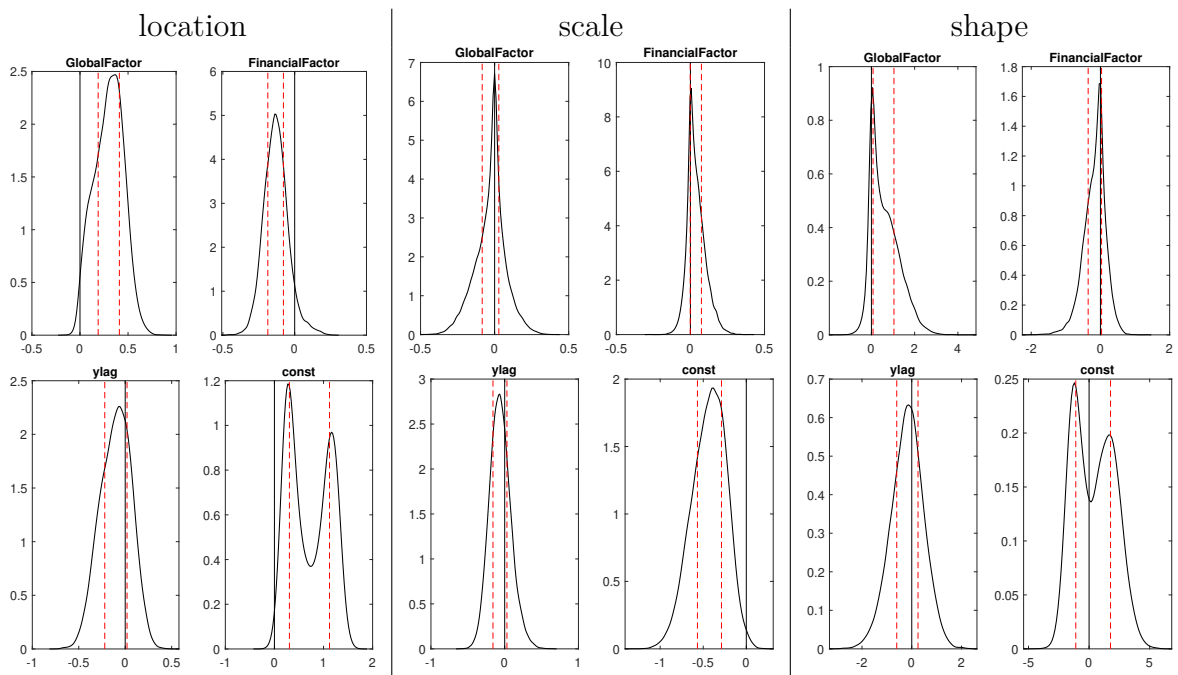 location scale shape
GlobalFactor FinancialFactor GlobalFactor FinancialFactor GlobalFactor FinancialFactor
2.5 6 7 10 1 1.8
1.6
2 5 6 8 0.8 1.4
5
1.5 4 6 0.6 1.2
4 1
3
1 3 4 0.4 0.8
2 0.6
2
0.5 1 2 0.2 0.4
1 0.2
0 0 0 0 0 0
-0.5 0 0.5 1 -0.5 0 0.5 -0.5 0 0.5 -0.5 0 0.5 -2 0 2 4 -2 0 2
ylag const ylag const ylag const
2.5 1.2 3 2 0.7 0.25
2 1 2.5 0.6 0.2
0.8 2 1.5 0.5
1.5 0.4 0.15
0.6 1.5 1
1 0.3 0.1
0.4 1
0.5 0.2 0.5 0.5 0.2 0.05
0.1
0 0 0 0 0 0
-1 -0.5 0 0.5 0 1 2 -1 0 1 -1 -0.5 0 -2 0 2 -5 0 5